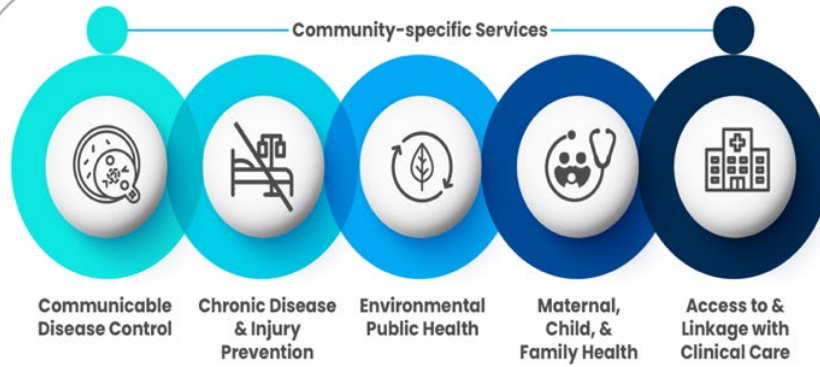 Community-specific Services
Communicable
Disease Control
Chronic Disease
& Injury
Prevention
Environmental
Public Health
Maternal,
Child, &
Family Health
Access to &
Linkage with
Clinical Care